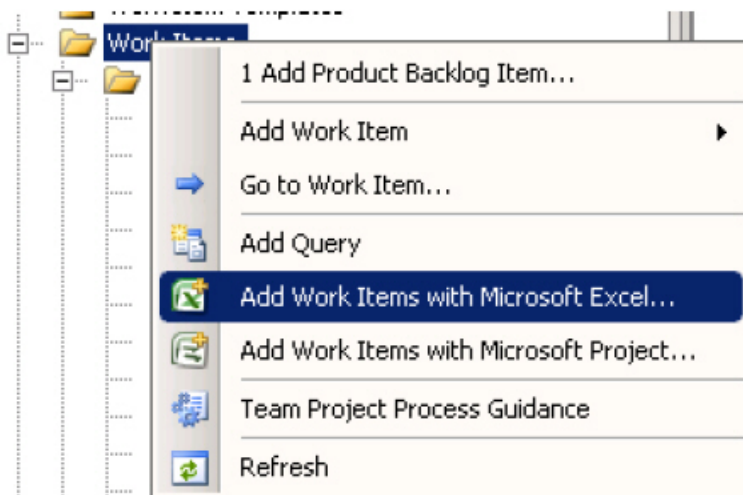 Work Items
1 Add Product Backlog Item...
Add Work Item
Go to Work Item...
Add Query
Add Work Items with Microsoft Excel...
Add Work Items with Microsoft Project...
Team Project Process Guidance
Refresh